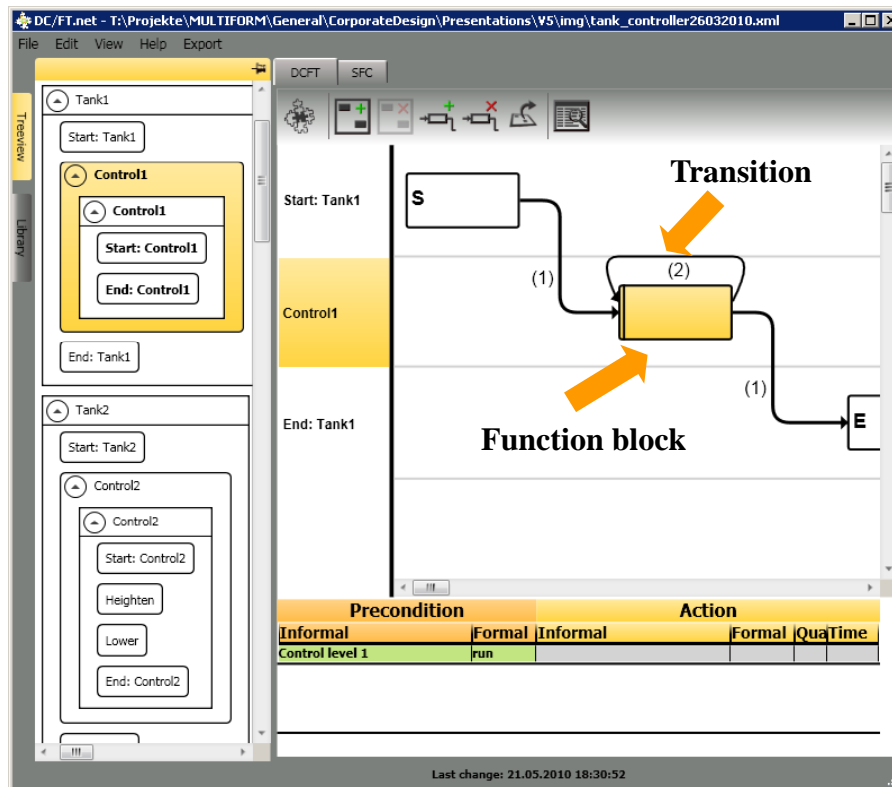 DC/FT.net - T:\Projekte\MULTIFORM\General\CorporateDesign\Presentations\V5\img\tank_controller26032010.xml
File Edit View Help Export
Treeview
Library
Tank1
Start: Tank1
Control1
Control1
Start: Control1
End: Control1
End: Tank1
Tank2
Start: Tank2
Control2
Control2
Start: Control2
Heighten
Lower
End: Control2
DCFT SFC
Transition
Start: Tank1
S
(1)
(2)
Control1
(1)
End: Tank1
E
Function block
Precondition Action
Informal Formal Informal Formal Qua Time
Control level 1 run
Last change: 21.05.2010 18:30:52